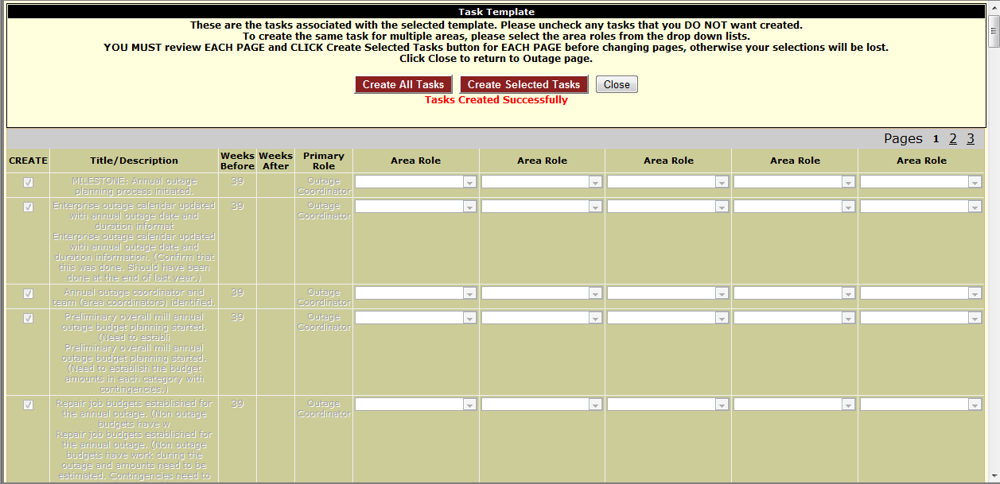 Task Template
These are the tasks associated with the selected template. Please uncheck any tasks that you DO NOT want created.
To create the same task for multiple areas, please select the area roles from the drop down lists.
YOU MUST review EACH PAGE and CLICK Create Selected Tasks button for EACH PAGE before changing pages, otherwise your selections will be lost.
Click Close to return to Outage page.
Create All Tasks Create Selected Tasks Close
Tasks Created Successfully
Pages 1 2 3
CREATE Title/Description Weeks Before Weeks After Primary Role Area Role Area Role Area Role Area Role Area Role
MILESTONE: Annual outage 39 Outage
planning process initiated. Coordinator
Enterprise outage calendar updated 39 Outage
with annual outage date and Coordinator
duration informat
Enterprise outage calendar updated
with annual outage date and
duration information. (Confirm that
this was done. Should have been
done at the end of last year.)
Annual outage coordinator and 39 Outage
team (area coordinators) identified. Coordinator
Preliminary overall mill annual 39 Outage
outage budget planning started. Coordinator
(Need to establi
Preliminary overall mill annual
outage budget planning started.
(Need to establish the budget
amounts in each category with
contingencies.)
Repair job budgets established for 39 Outage
the annual outage. (Non outage Coordinator
budgets have w
Repair job budgets established for
the annual outage. (Non outage
budgets have work during the
outage and amounts need to be
estimated. Contingencies need to